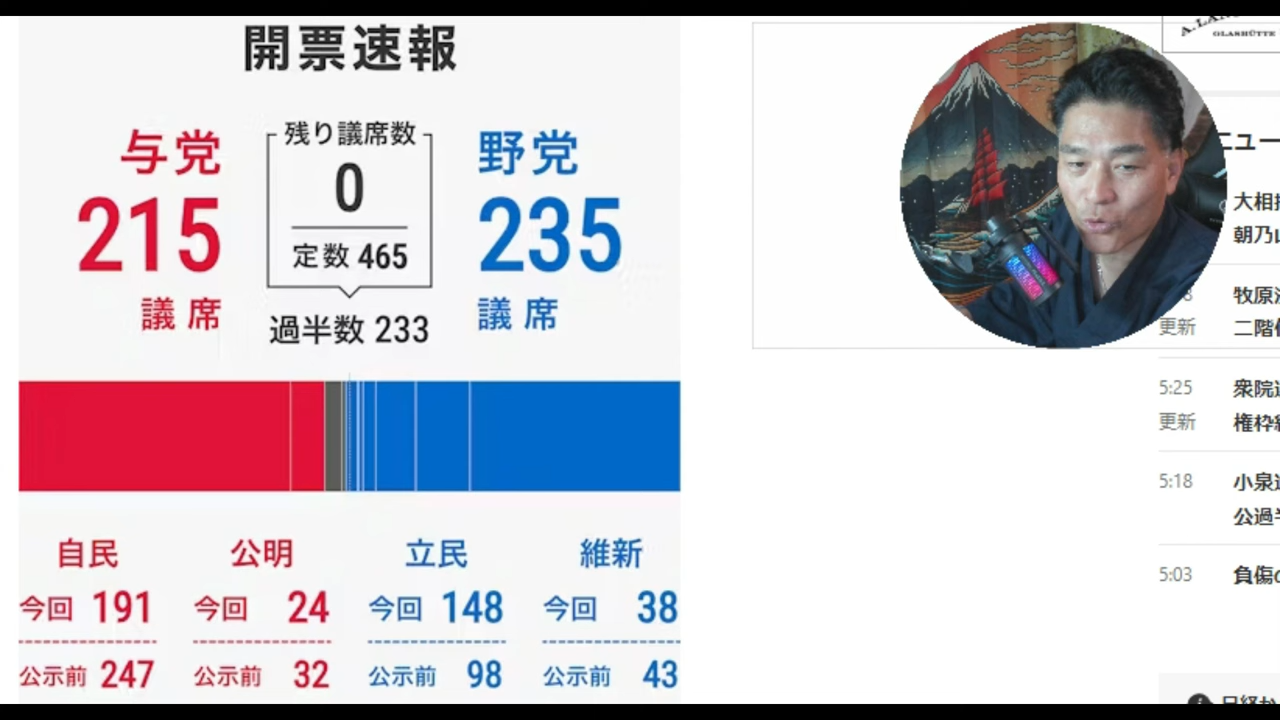 開票速報
与党
215
議席
残り議席数
0
定数 465
過半数 233
野党
235
議席
自民
今回 191
公示前 247
公明
今回 24
公示前 32
立民
今回 148
公示前 98
維新
今回 38
公示前 43
GLASHÜTTE
ニュー
大相
朝乃
牧原
更新
二階
5:25
衆院
更新
権枠
5:18
小泉
公過
5:03
負傷